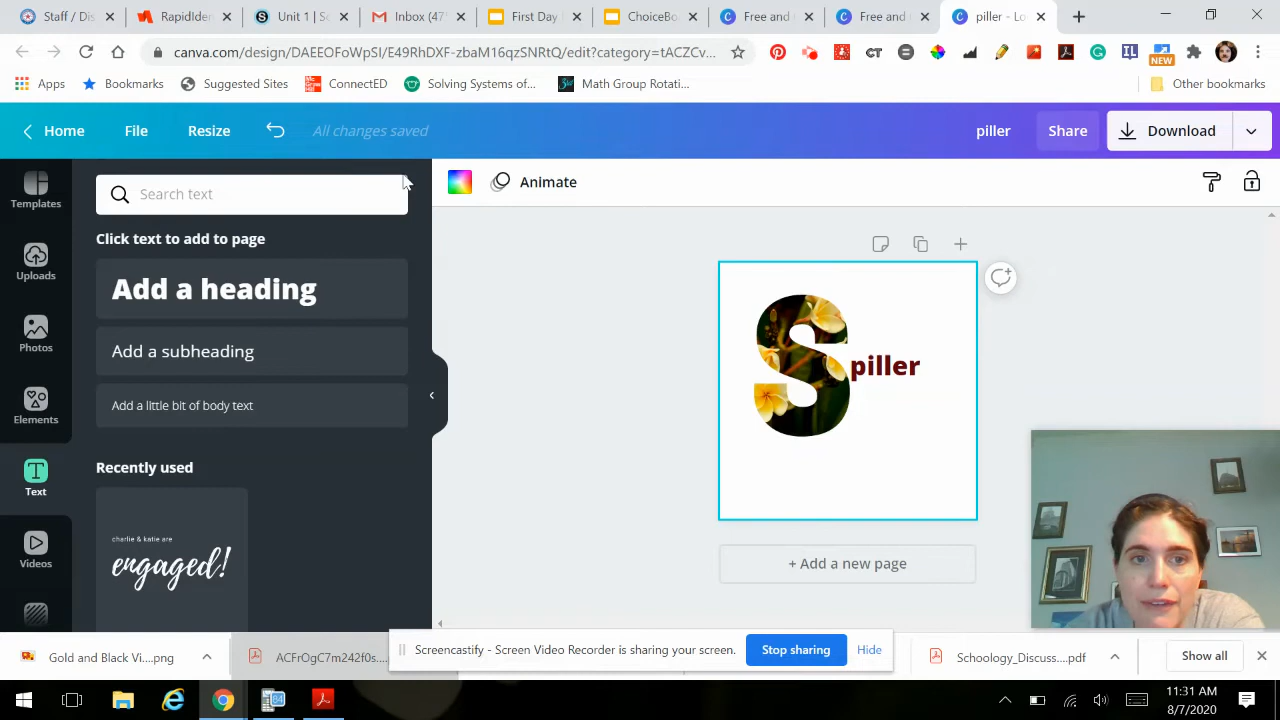 Staff / Dis
RapidIden
Unit 1 | Sc
Inbox (47
First Day
ChoiceBo
Free and
Free and
piller - Lo
canva.com/design/DAEEOFoWpSI/E49RhDXF-zbaM16qzSNRtQ/edit?category=tACZCv...
NEW
Apps
Bookmarks
Suggested Sites
ConnectED
Solving Systems of...
Math Group Rotati...
Other bookmarks
Home
File
Resize
All changes saved
piller
Share
Download
Templates
Search text
Animate
Click text to add to page
Uploads
Add a heading
Photos
Add a subheading
S
piller
Elements
Add a little bit of body text
Text
Recently used
charlie & katie are
engaged!
Videos
+ Add a new page
Gold and Black Vi....png
ACFrOgC7m242f0s....
Screencastify - Screen Video Recorder is sharing your screen.
Stop sharing
Hide
Schoology_Discuss....pdf
Show all
11:31 AM
8/7/2020